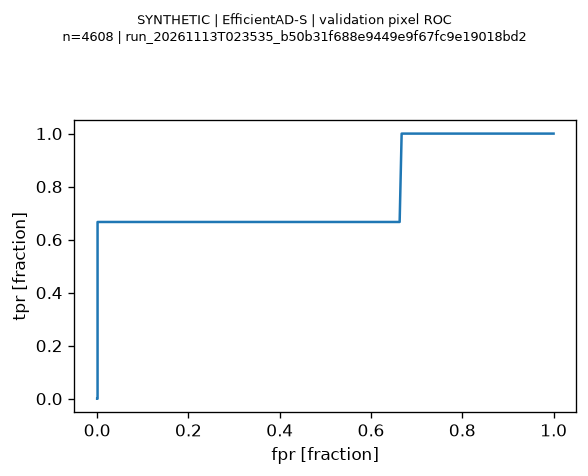 SYNTHETIC | EfficientAD-S | validation pixel ROC
n=4608 | run_20261113T023535_b50b31f688e9449e9f67fc9e19018bd2
1.0
0.8
0.6
0.4
0.2
0.0
tpr [fraction]
0.0 0.2 0.4 0.6 0.8 1.0
fpr [fraction]